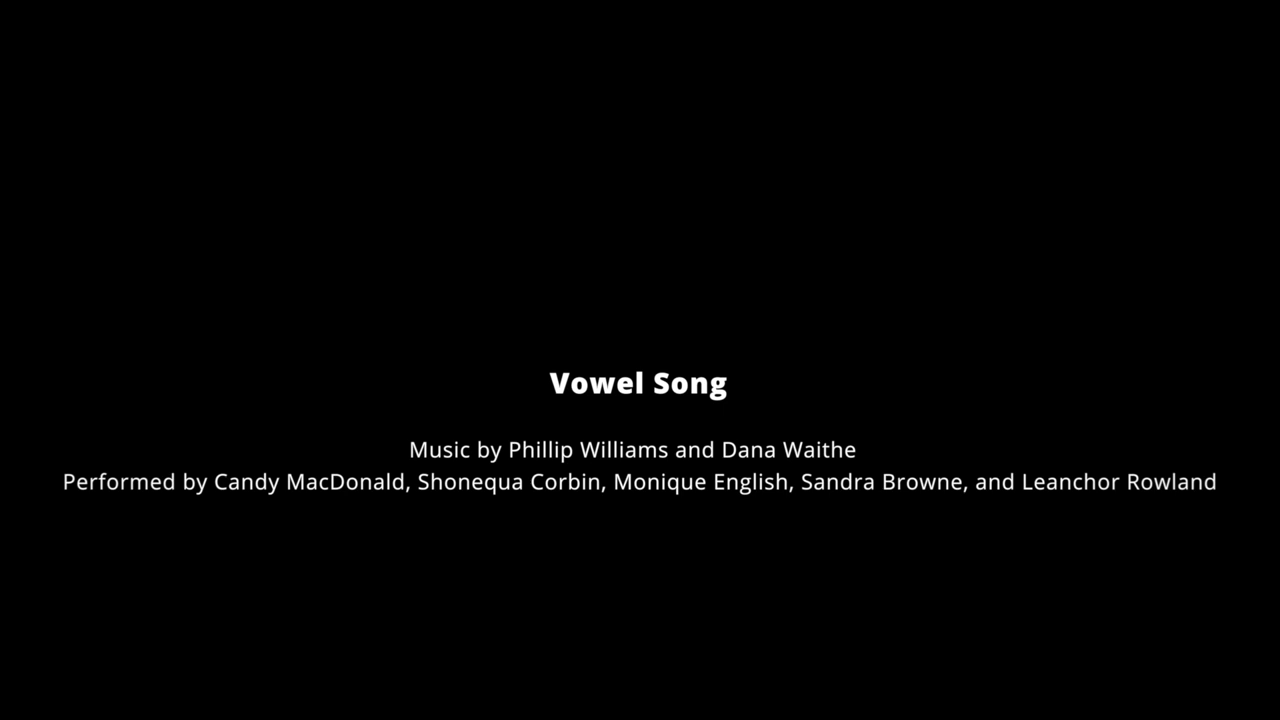 Vowel Song
Music by Phillip Williams and Dana Waithe
Performed by Candy MacDonald, Shonequa Corbin, Monique English, Sandra Browne, and Leanchor Rowland